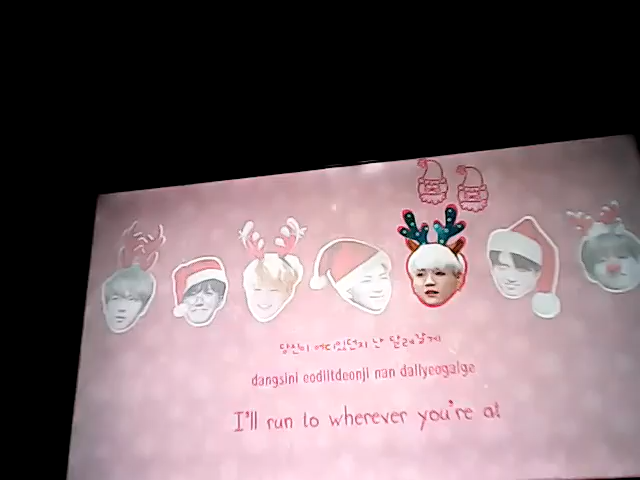 당신이 어디있던지 난 달려갈게
dangsini eodiitdeonji nan dallyeogalge
I'll run to wherever you're at